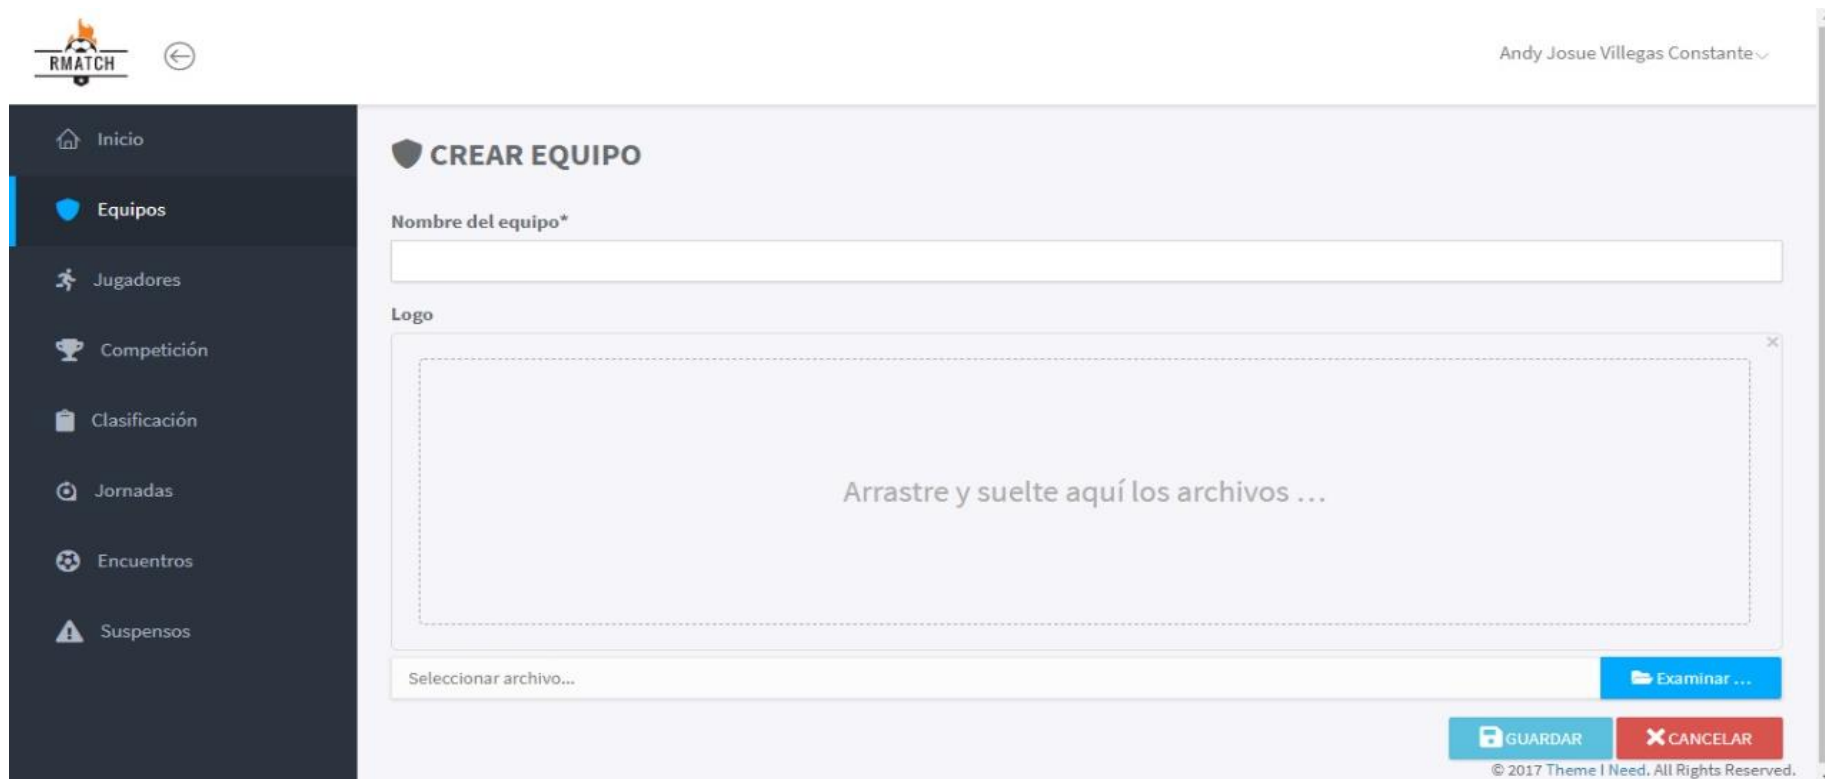 RMATCH
Andy Josue Villegas Constante
Inicio
Equipos
Jugadores
Competición
Clasificación
Jornadas
Encuentros
Suspensos
CREAR EQUIPO
Nombre del equipo*
Logo
×
Arrastre y suelte aquí los archivos ...
Seleccionar archivo...
Examinar ...
GUARDAR
CANCELAR
© 2017 Theme I Need. All Rights Reserved.